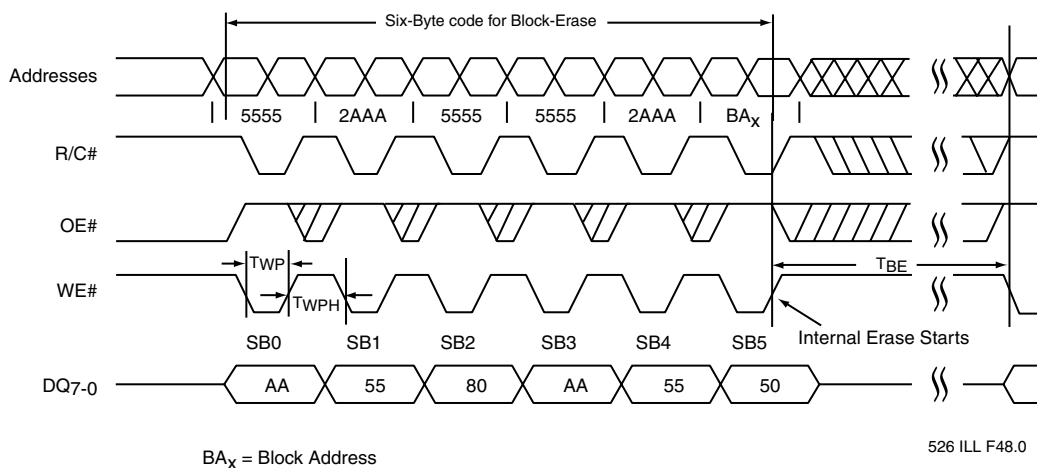 Six-Byte code for Block-Erase
Addresses
5555 2AAA 5555 5555 2AAA BAX
R/C#
OE#
TWP
TBE
WE#
TWPH
Internal Erase Starts
SB0 SB1 SB2 SB3 SB4 SB5
DQ7-0 AA 55 80 AA 55 50
526 ILL F48.0
BAX = Block Address